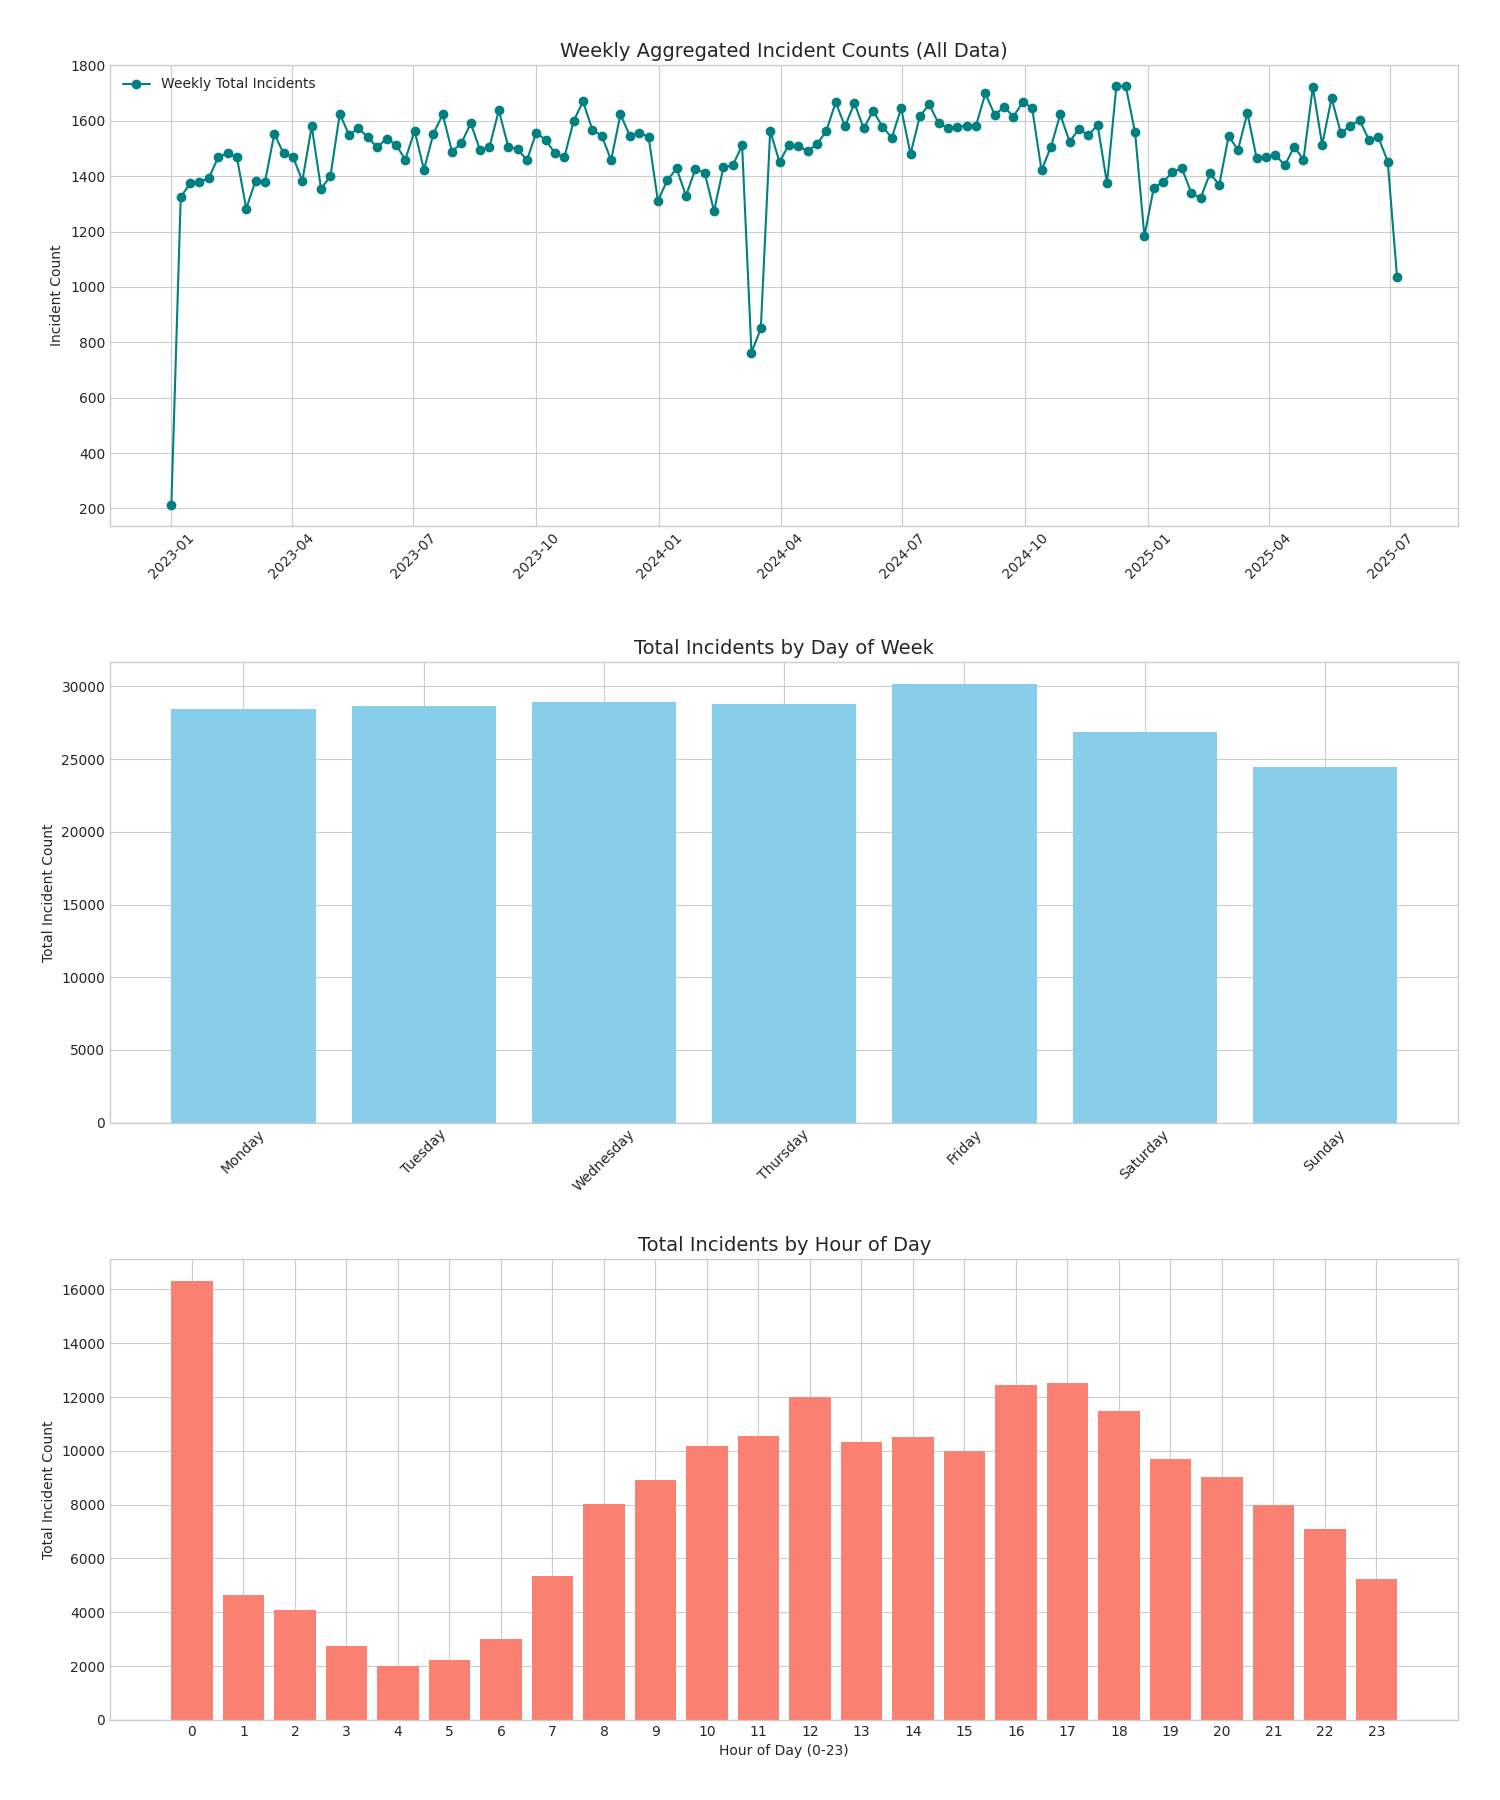 Weekly Aggregated Incident Counts (All Data)
Weekly Total Incidents
Incident Count
1800
1600
1400
1200
1000
800
600
400
200
2023-01
2023-04
2023-07
2023-10
2024-01
2024-04
2024-07
2024-10
2025-01
2025-04
2025-07
Total Incidents by Day of Week
Total Incident Count
30000
25000
20000
15000
10000
5000
0
Monday
Tuesday
Wednesday
Thursday
Friday
Saturday
Sunday
Total Incidents by Hour of Day
Total Incident Count
16000
14000
12000
10000
8000
6000
4000
2000
0
0 1 2 3 4 5 6 7 8 9 10 11 12 13 14 15 16 17 18 19 20 21 22 23
Hour of Day (0-23)